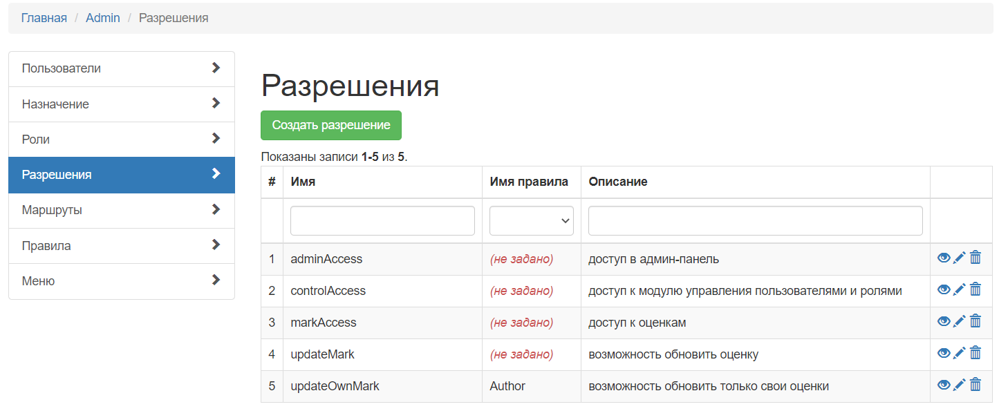 Главная / Admin / Разрешения
Пользователи
Назначение
Роли
Разрешения
Маршруты
Правила
Меню
Разрешения
Создать разрешение
Показаны записи 1-5 из 5.
# Имя Имя правила Описание
1 adminAccess (не задано) доступ в админ-панель
2 controlAccess (не задано) доступ к модулю управления пользователями и ролями
3 markAccess (не задано) доступ к оценкам
4 updateMark (не задано) возможность обновить оценку
5 updateOwnMark Author возможность обновить только свои оценки